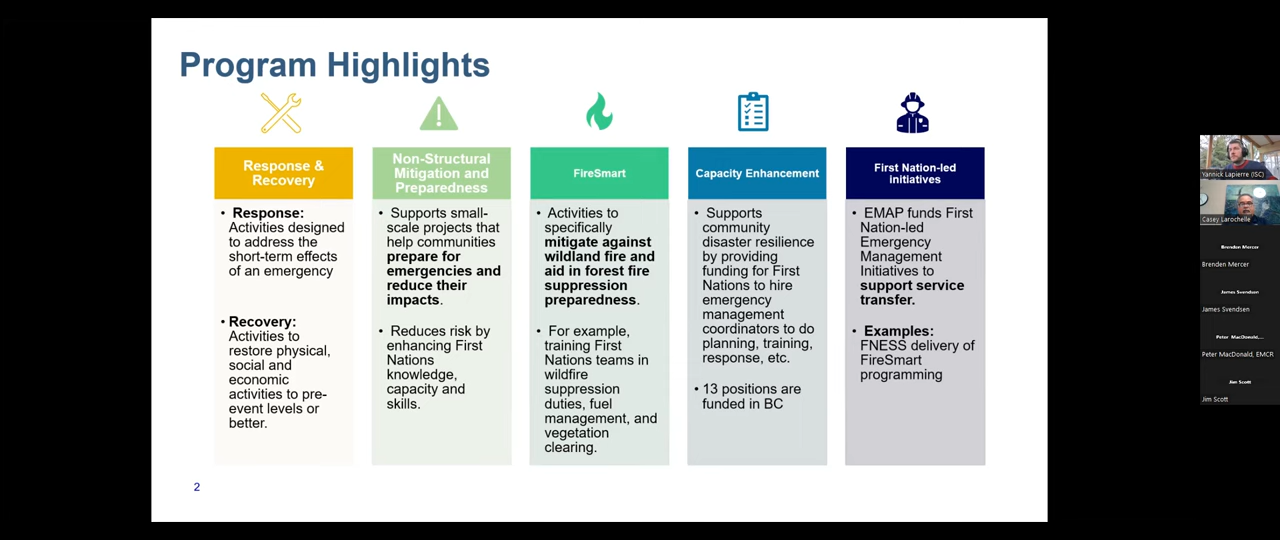 Program Highlights
Response &
Recovery
• Response:
Activities designed
to address the
short-term effects
of an emergency
• Recovery:
Activities to
restore physical,
social and
economic
activities to pre-
event levels or
better.
Non-Structural
Mitigation and
Preparedness
• Supports small-
scale projects that
help communities
prepare for
emergencies and
reduce their
impacts.
• Reduces risk by
enhancing First
Nations
knowledge,
capacity and
skills.
FireSmart
• Activities to
specifically
mitigate against
wildland fire and
aid in forest fire
suppression
preparedness.
• For example,
training First
Nations teams in
wildfire
suppression
duties, fuel
management, and
vegetation
clearing.
Capacity Enhancement
• Supports
community
disaster resilience
by providing
funding for First
Nations to hire
emergency
management
coordinators to do
planning, training,
response, etc.
• 13 positions are
funded in BC
First Nation-led
initiatives
• EMAP funds First
Nation-led
Emergency
Management
Initiatives to
support service
transfer.
• Examples:
FNESS delivery of
FireSmart
programming
2
Yannick Lapierre (ISC)
Casey Larochelle
Brenden Mercer
Brenden Mercer
James Svendson
James Svendsen
Peter MacDonald,...
Peter MacDonald, EMCR
Jim Scott
Jim Scott